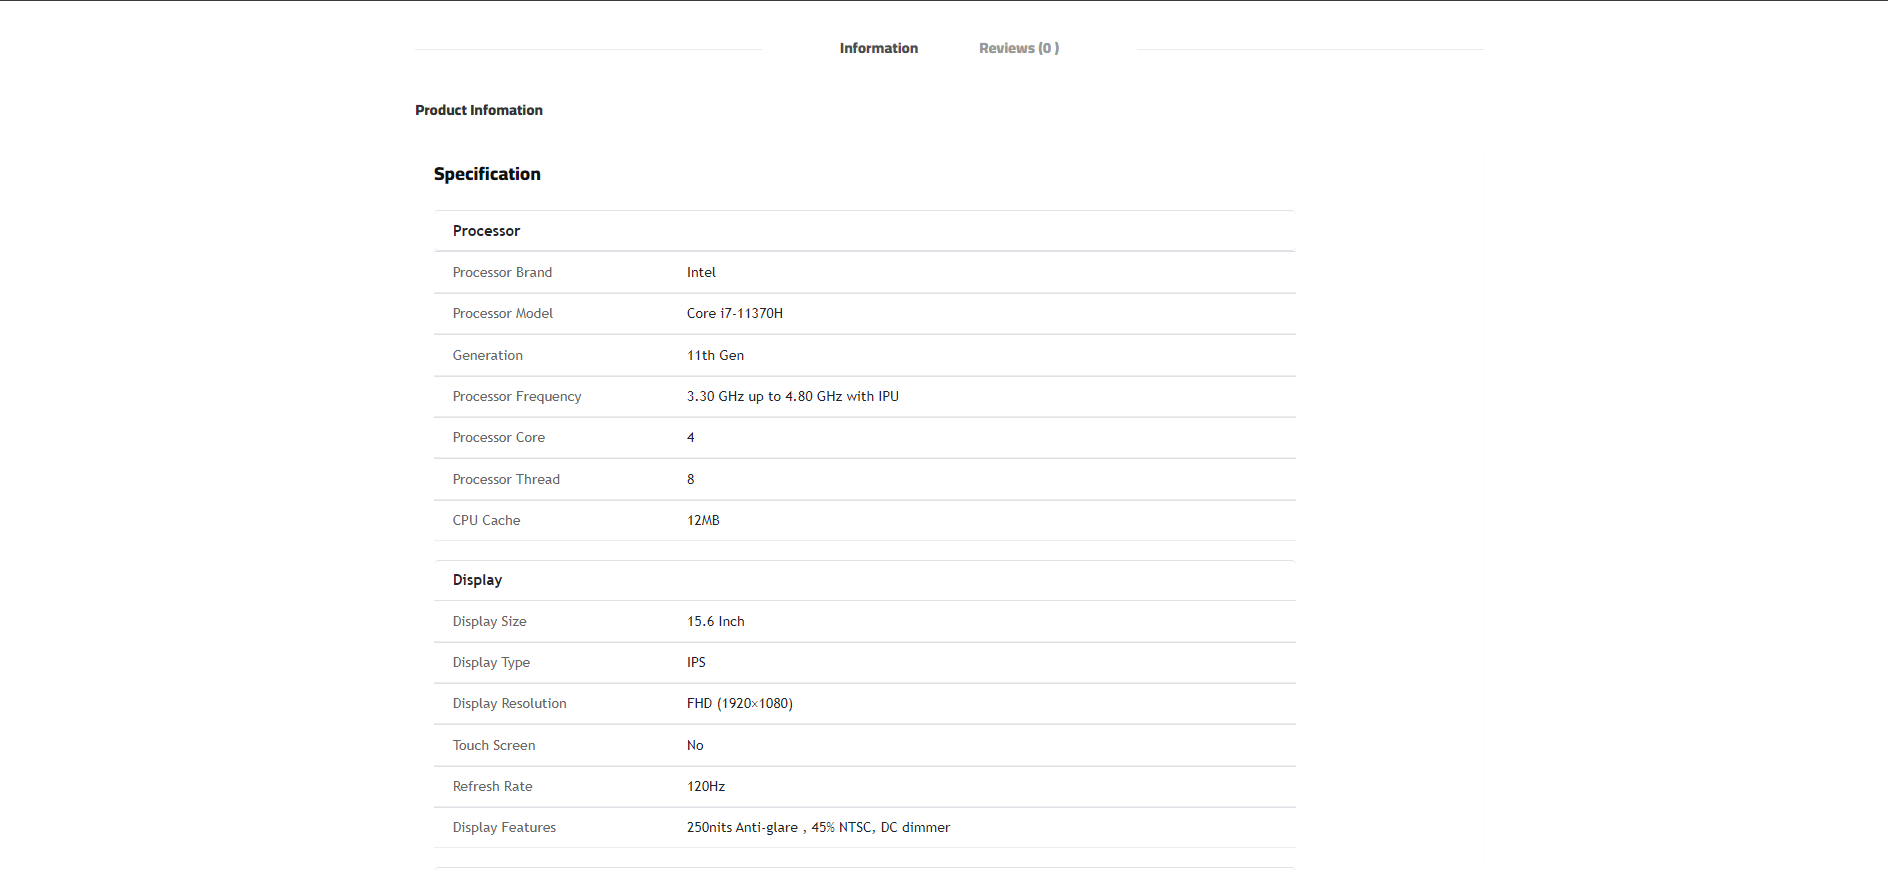 Information Reviews (0 )
Product Infomation
Specification
Processor
Processor Brand Intel
Processor Model Core i7-11370H
Generation 11th Gen
Processor Frequency 3.30 GHz up to 4.80 GHz with IPU
Processor Core 4
Processor Thread 8
CPU Cache 12MB
Display
Display Size 15.6 Inch
Display Type IPS
Display Resolution FHD (1920×1080)
Touch Screen No
Refresh Rate 120Hz
Display Features 250nits Anti-glare , 45% NTSC, DC dimmer